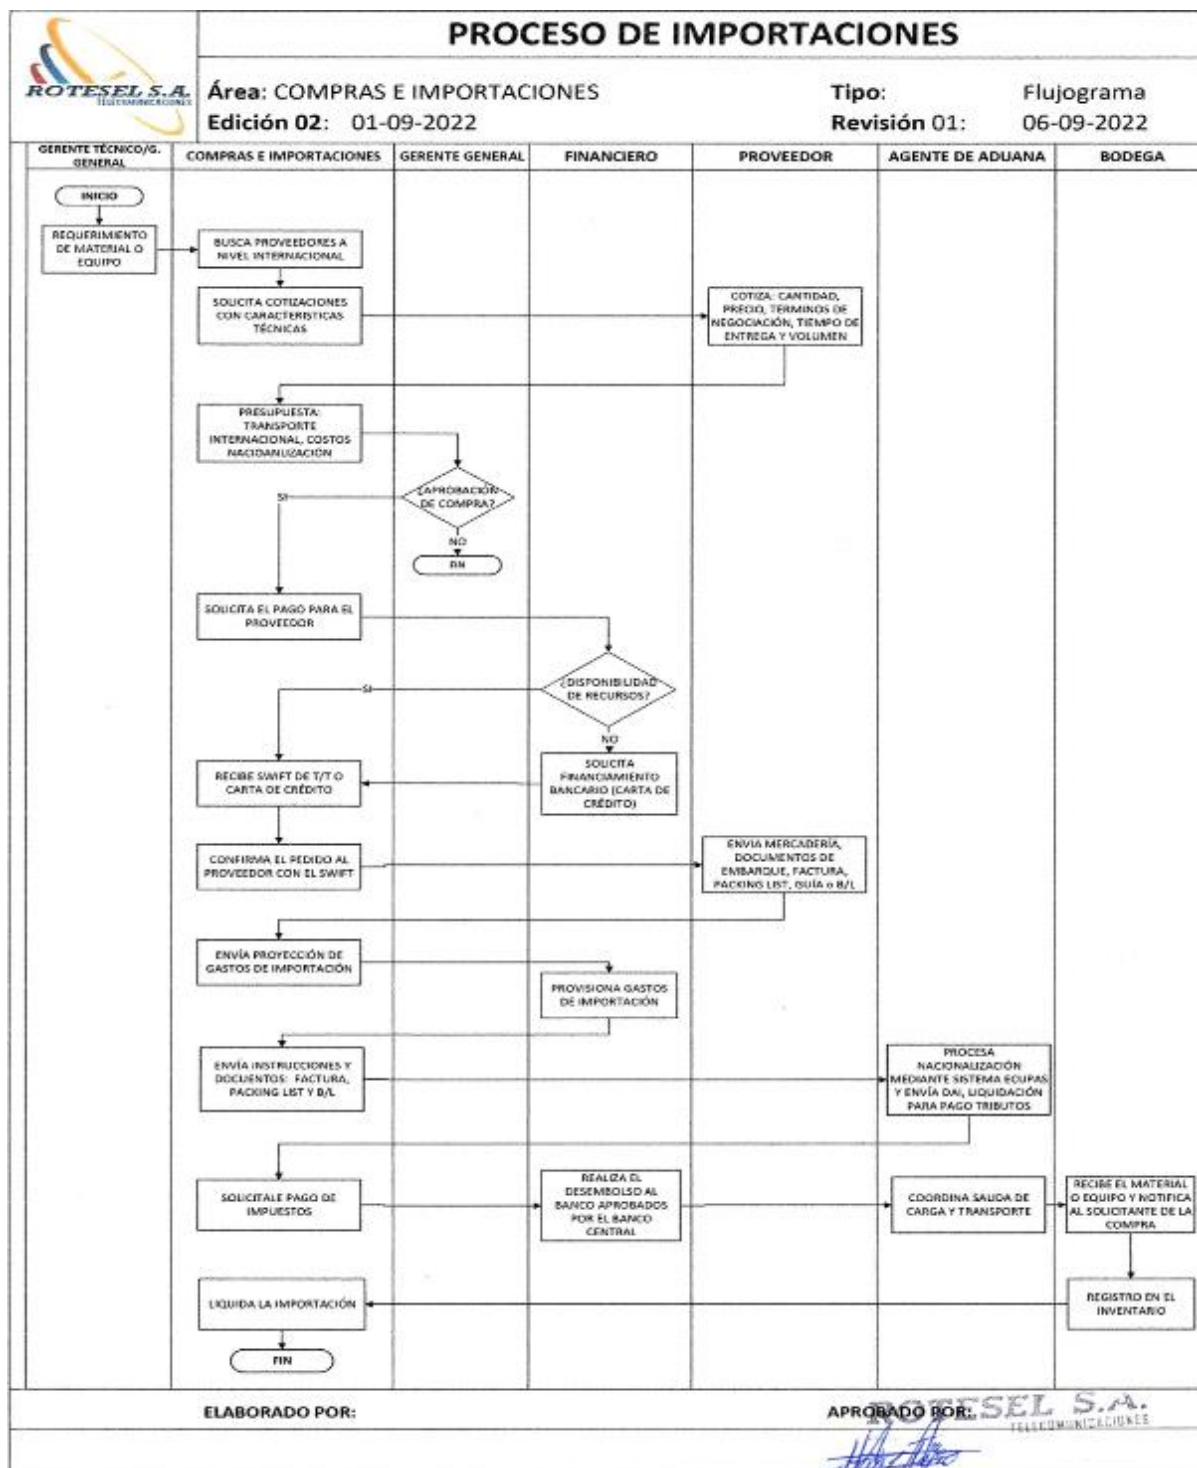 PROCESO DE IMPORTACIONES
ROTESEL S.A.
TELECOMUNICACIONES
Área: COMPRAS E IMPORTACIONES
Tipo: Flujograma
Edición 02: 01-09-2022
Revisión 01: 06-09-2022
GERENTE TÉCNICO/G.
GENERAL
COMPRAS E IMPORTACIONES
GERENTE GENERAL
FINANCIERO
PROVEEDOR
AGENTE DE ADUANA
BODEGA
INICIO
REQUERIMIENTO
DE MATERIAL O
EQUIPO
BUSCA PROVEEDORES A
NIVEL INTERNACIONAL
SOLICITA COTIZACIONES
CON CARACTERISTICAS
TÉCNICAS
COTIZA: CANTIDAD,
PRECIO, TERMINOS DE
NEGOCIACIÓN, TIEMPO DE
ENTREGA Y VOLUMEN
PRESUPUESTA:
TRANSPORTE
INTERNACIONAL, COSTOS
NACIOANLIZACIÓN
¿APROBACIÓN
DE COMPRA?
SI
NO
FIN
SOLICITA EL PAGO PARA EL
PROVEEDOR
¿DISPONIBILIDAD
DE RECURSOS?
SI
NO
SOLICITA
FINANCIAMIENTO
BANCARIO (CARTA DE
CRÉDITO)
RECIBE SWIFT DE T/T O
CARTA DE CRÉDITO
CONFIRMA EL PEDIDO AL
PROVEEDOR CON EL SWIFT
ENVIA MERCADERÍA,
DOCUMENTOS DE
EMBARQUE, FACTURA,
PACKING LIST, GUÍA o B/L
ENVÍA PROYECCIÓN DE
GASTOS DE IMPORTACIÓN
PROVISIONA GASTOS
DE IMPORTACIÓN
ENVÍA INSTRUCCIONES Y
DOCUENTOS: FACTURA,
PACKING LIST Y B/L
PROCESA
NACIONALIZACIÓN
MEDIANTE SISTEMA ECUPAS
Y ENVÍA DAI, LIQUIDACIÓN
PARA PAGO TRIBUTOS
SOLICITALE PAGO DE
IMPUESTOS
REALIZA EL
DESEMBOLSO AL
BANCO APROBADOS
POR EL BANCO
CENTRAL
COORDINA SALIDA DE
CARGA Y TRANSPORTE
RECIBE EL MATERIAL
O EQUIPO Y NOTIFICA
AL SOLICITANTE DE LA
COMPRA
REGISTRO EN EL
INVENTARIO
LIQUIDA LA IMPORTACIÓN
FIN
ELABORADO POR:
APROBADO POR:
ROTESEL S.A.
TELECOMUNICACIONES